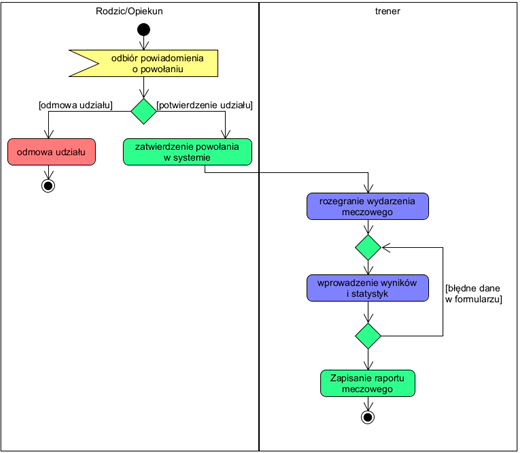 Rodzic/Opiekun
trener
odbiór powiadomienia
o powołaniu
[odmowa udziału]
[potwierdzenie udziału]
odmowa udziału
zatwierdzenie powołania
w systemie
rozegranie wydarzenia
meczowego
wprowadzenie wyników
i statystyk
[błędne dane
w formularzu]
Zapisanie raportu
meczowego